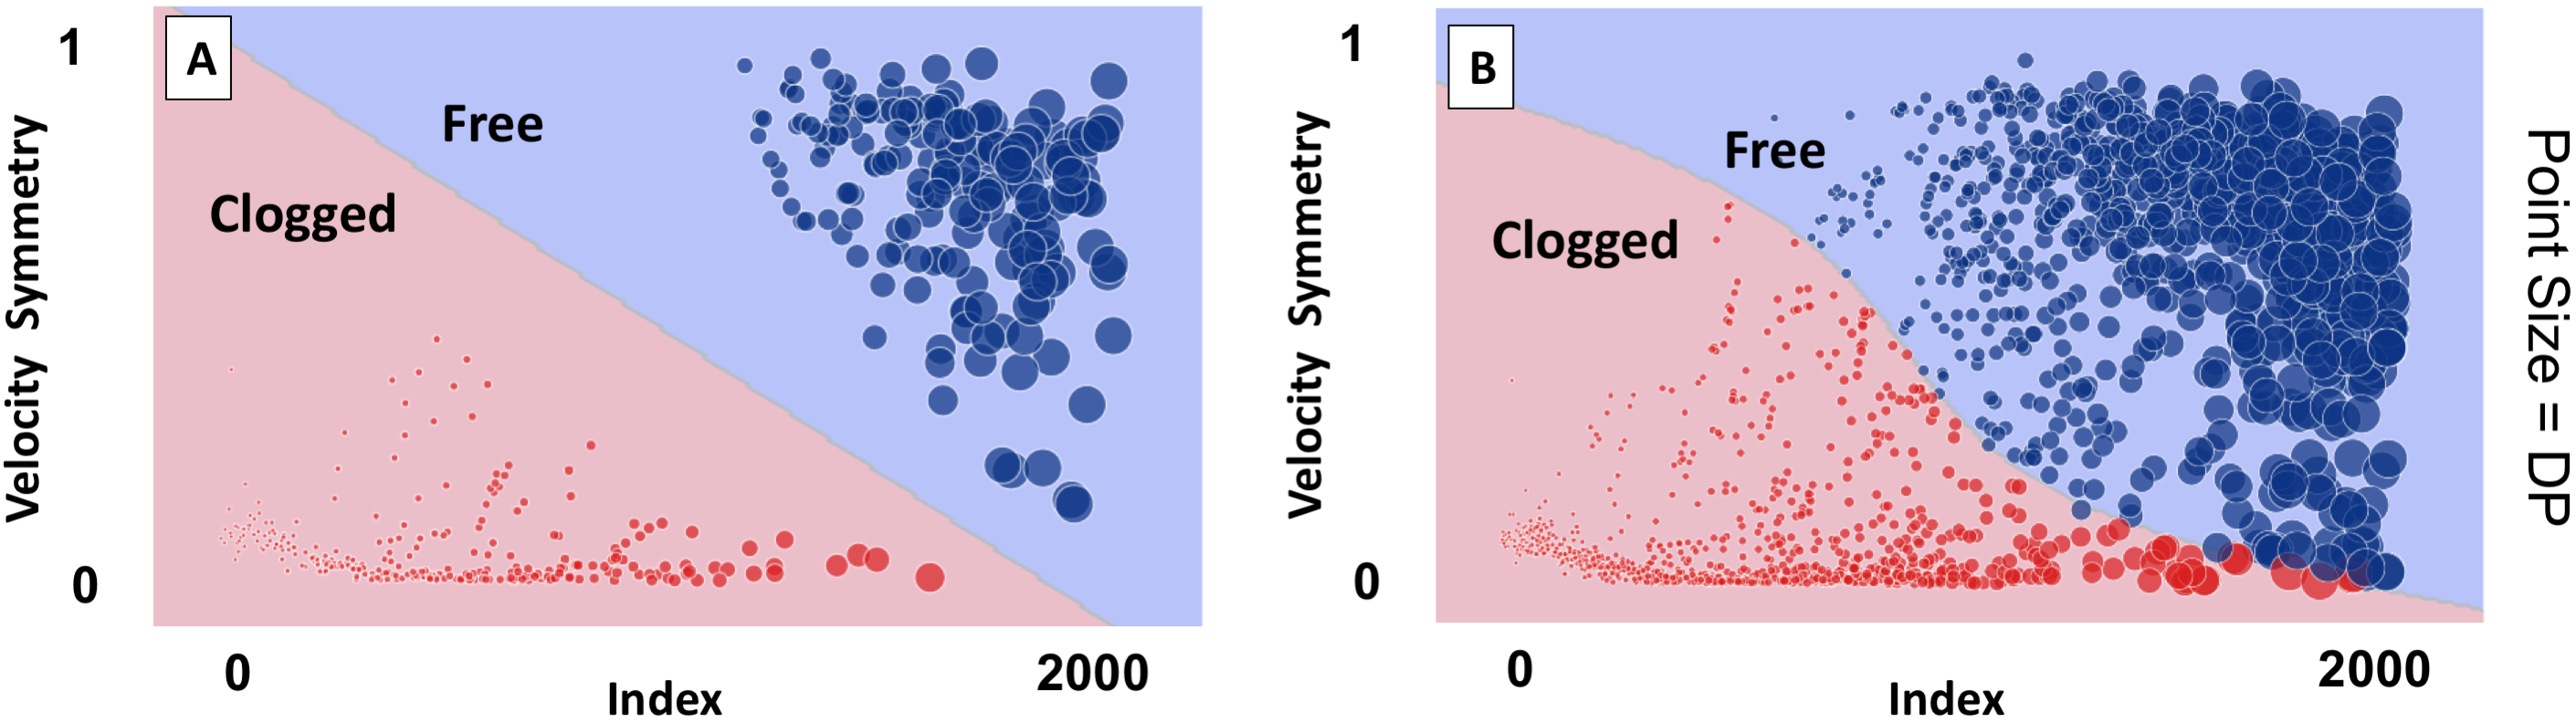 A
1
Free
Clogged
Velocity Symmetry
0
0
2000
Index
B
1
Free
Clogged
Velocity Symmetry
0
0
2000
Index
Point Size = DP